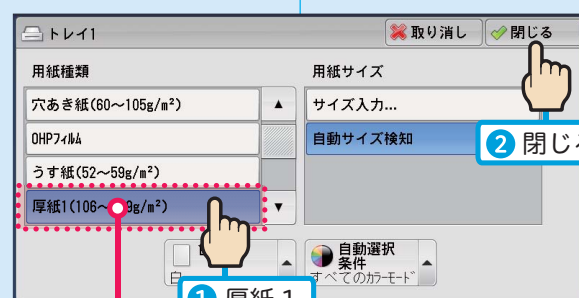 トレイ1
取り消し
閉じる
用紙種類
用紙サイズ
穴あき紙(60～105g/m²)
OHPフィルム
うす紙(52～59g/m²)
厚紙1(106～
9g/m²)
サイズ入力...
自動サイズ検知
2 閉じ
自動選択
条件
すべてのカラーモード
白
1 厚紙 1